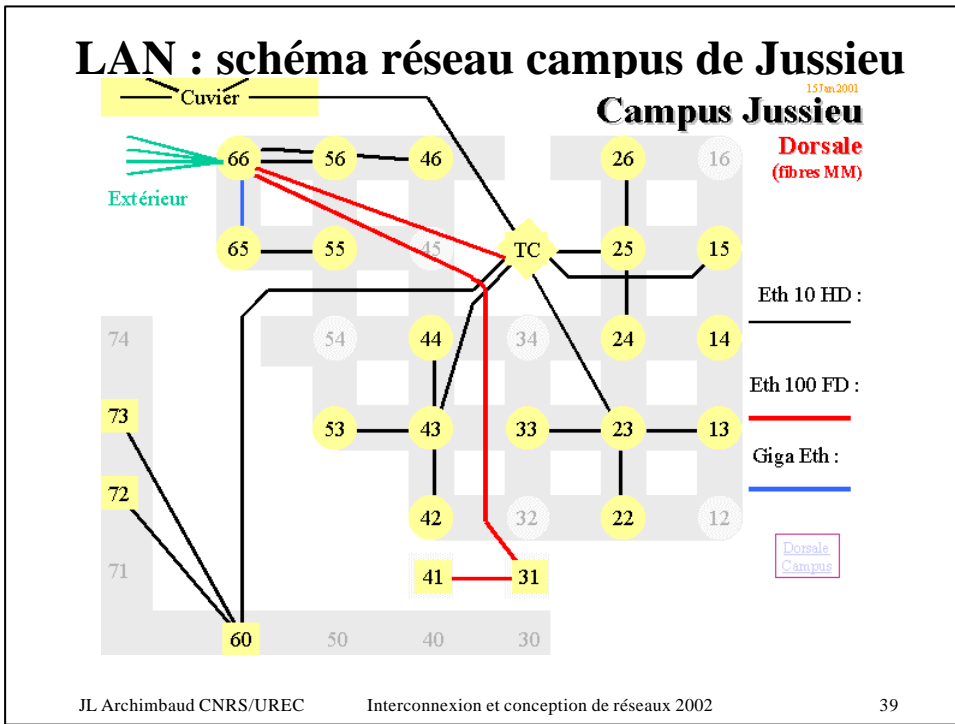 LAN : schéma réseau campus de Jussieu
15Jan2001
Cuvier
Campus Jussieu
Dorsale
(fibres MM)
66 56 46 26 16
Extérieur
65 55 45 TC 25 15
Eth 10 HD :
74 54 44 34 24 14
Eth 100 FD :
73 53 43 33 23 13
Giga Eth :
72 42 32 22 12
Dorsale
Campus
71 41 31
60 50 40 30
JL Archimbaud CNRS/UREC Interconnexion et conception de réseaux 2002 39